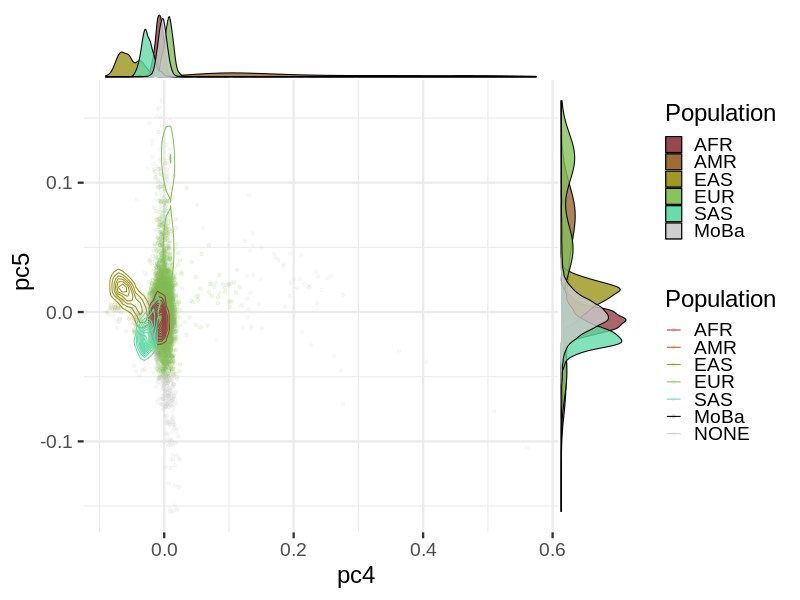 Population
AFR
AMR
EAS
EUR
SAS
MoBa
Population
AFR
AMR
EAS
EUR
SAS
MoBa
NONE
pc5
0.1
0.0
-0.1
0.0
0.2
0.4
0.6
pc4